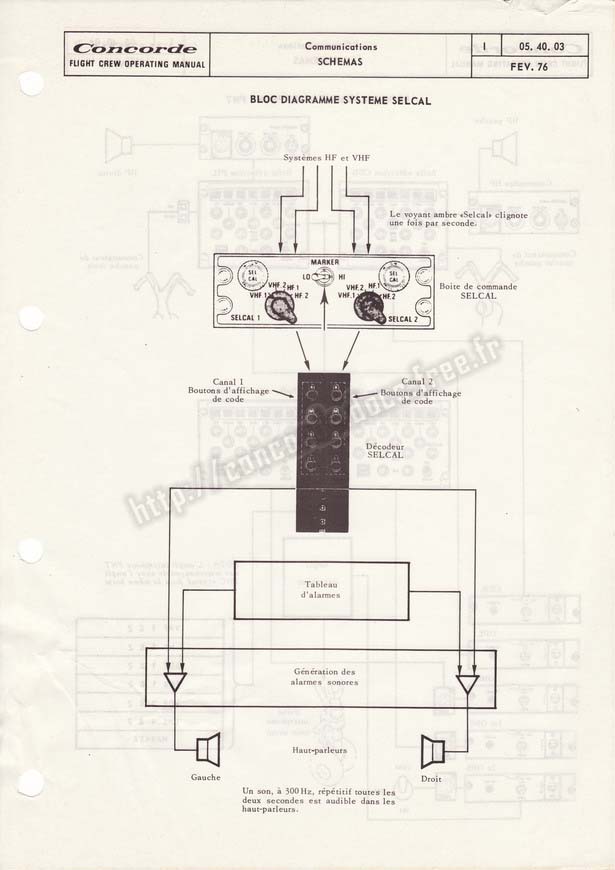 Concorde
FLIGHT CREW OPERATING MANUAL
Communications
SCHEMAS
I
05. 40. 03
FEV. 76
BLOC DIAGRAMME SYSTEME SELCAL
Systèmes HF et VHF
Le voyant ambre «Selcal» clignote
une fois par seconde.
MARKER
LO
HI
SEL
CAL
VHF.2
HF.1
VHF.1
HF.2
SELCAL 1
SEL
CAL
VHF.2
HF.1
VHF.1
HF.2
SELCAL 2
Boite de commande
SELCAL
Canal 1
Boutons d'affichage
de code
Canal 2
Boutons d'affichage
de code
Décodeur
SELCAL
Tableau
d'alarmes
Génération des
alarmes sonores
Haut-parleurs
Gauche
Droit
Un son, à 300 Hz, répétitif toutes les
deux secondes est audible dans les
haut-parleurs.